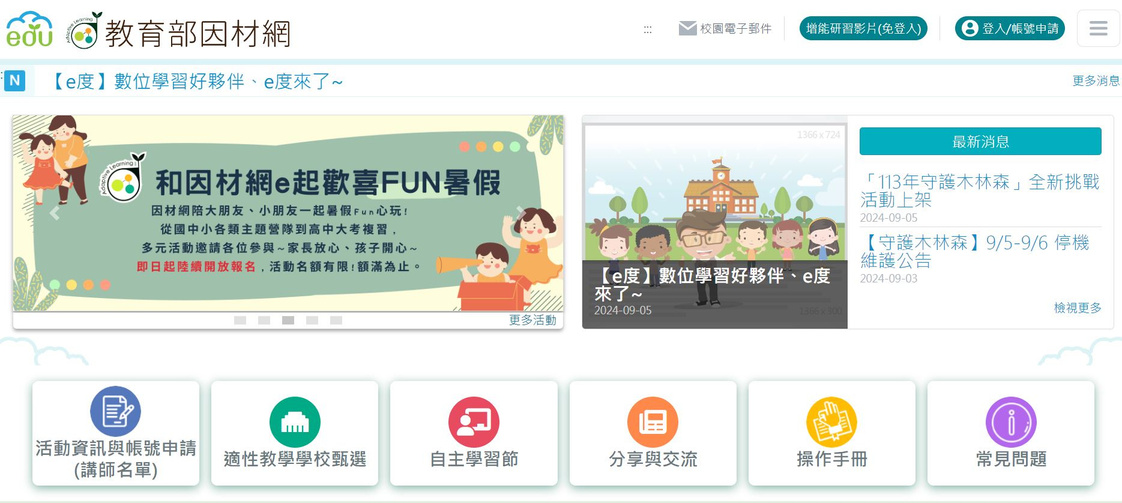 edu
Adaptive Learning
教育部因材網
:::
校園電子郵件
增能研習影片(免登入)
登入/帳號申請
N
【e度】數位學習好夥伴、e度來了~
更多消息
Adaptive Learning
和因材網e起歡喜FUN暑假
因材網陪大朋友、小朋友一起暑假Fun心玩!
從國中小各類主題營隊到高中大考複習，
多元活動邀請各位參與~家長放心、孩子開心~
即日起陸續開放報名，活動名額有限!額滿為止。
更多活動
1366 x 724
【e度】數位學習好夥伴、e度
來了~
2024-09-05
最新消息
「113年守護木林森」全新挑戰
活動上架
2024-09-05
【守護木林森】9/5-9/6 停機
維護公告
2024-09-03
檢視更多
活動資訊與帳號申請
(講師名單)
適性教學學校甄選
自主學習節
分享與交流
操作手冊
常見問題